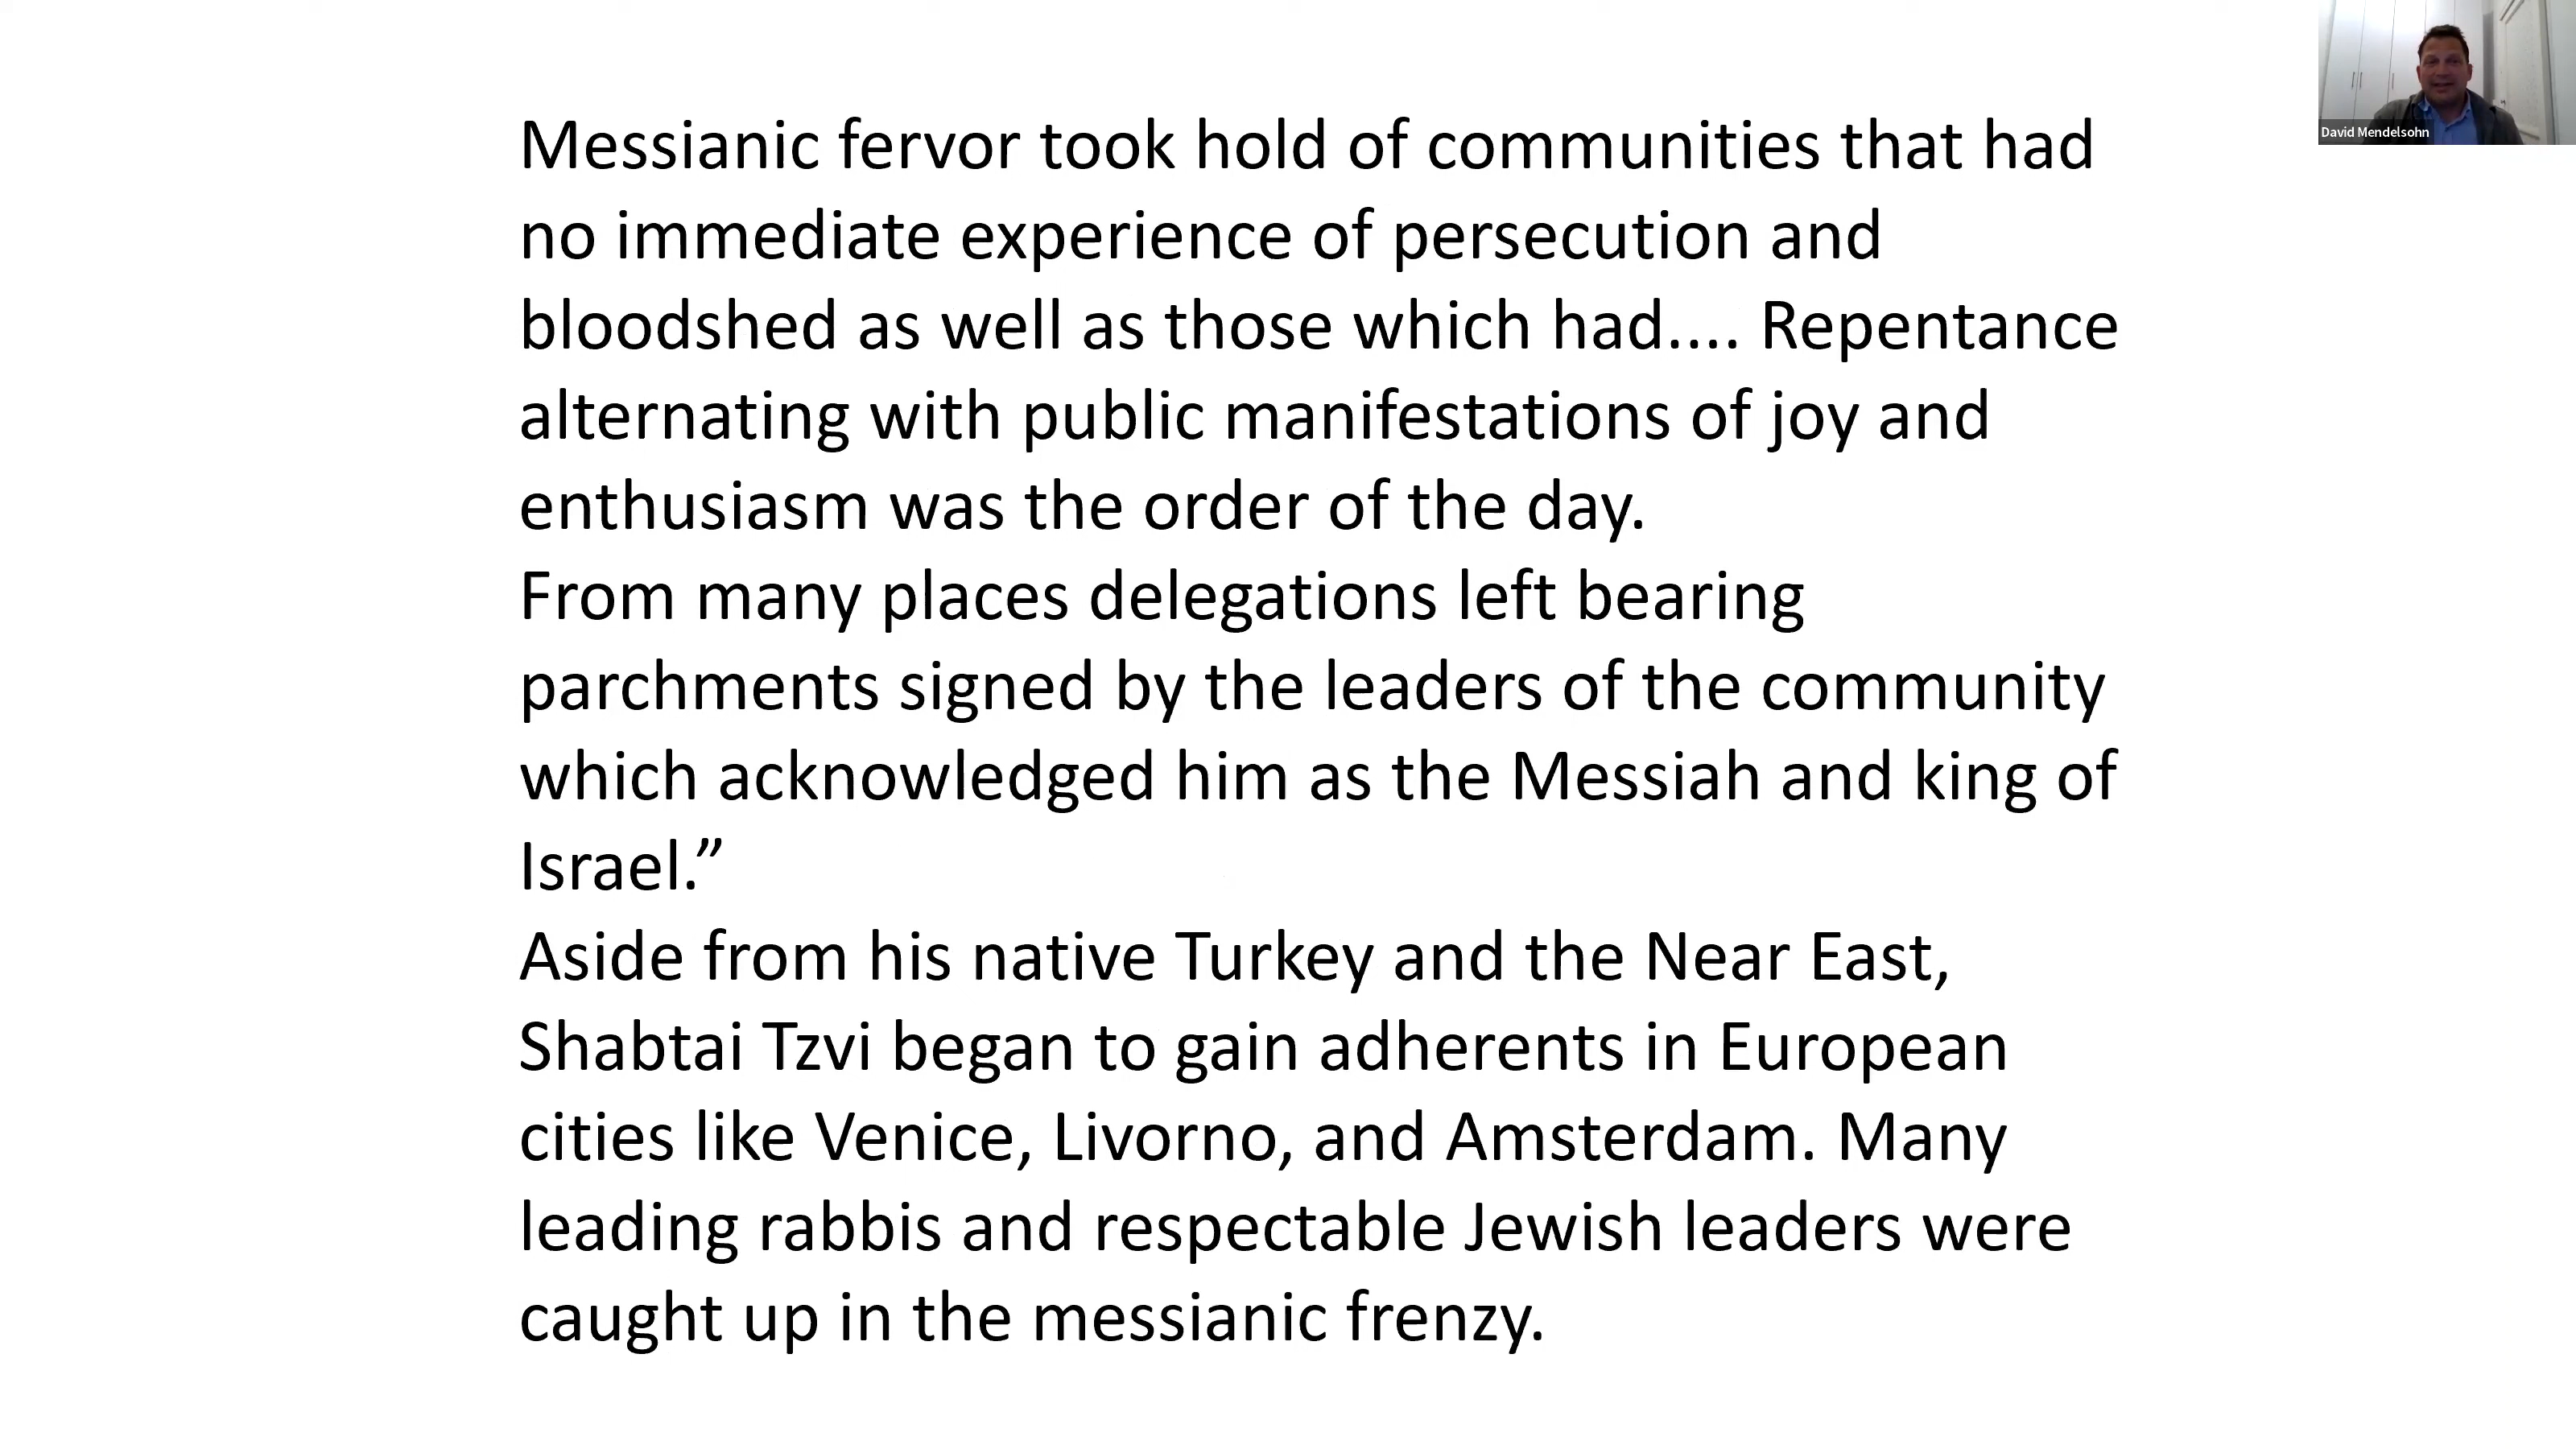 Messianic fervor took hold of communities that had
no immediate experience of persecution and
bloodshed as well as those which had.... Repentance
alternating with public manifestations of joy and
enthusiasm was the order of the day.
From many places delegations left bearing
parchments signed by the leaders of the community
which acknowledged him as the Messiah and king of
Israel.”
Aside from his native Turkey and the Near East,
Shabtai Tzvi began to gain adherents in European
cities like Venice, Livorno, and Amsterdam. Many
leading rabbis and respectable Jewish leaders were
caught up in the messianic frenzy.
David Mendelsohn